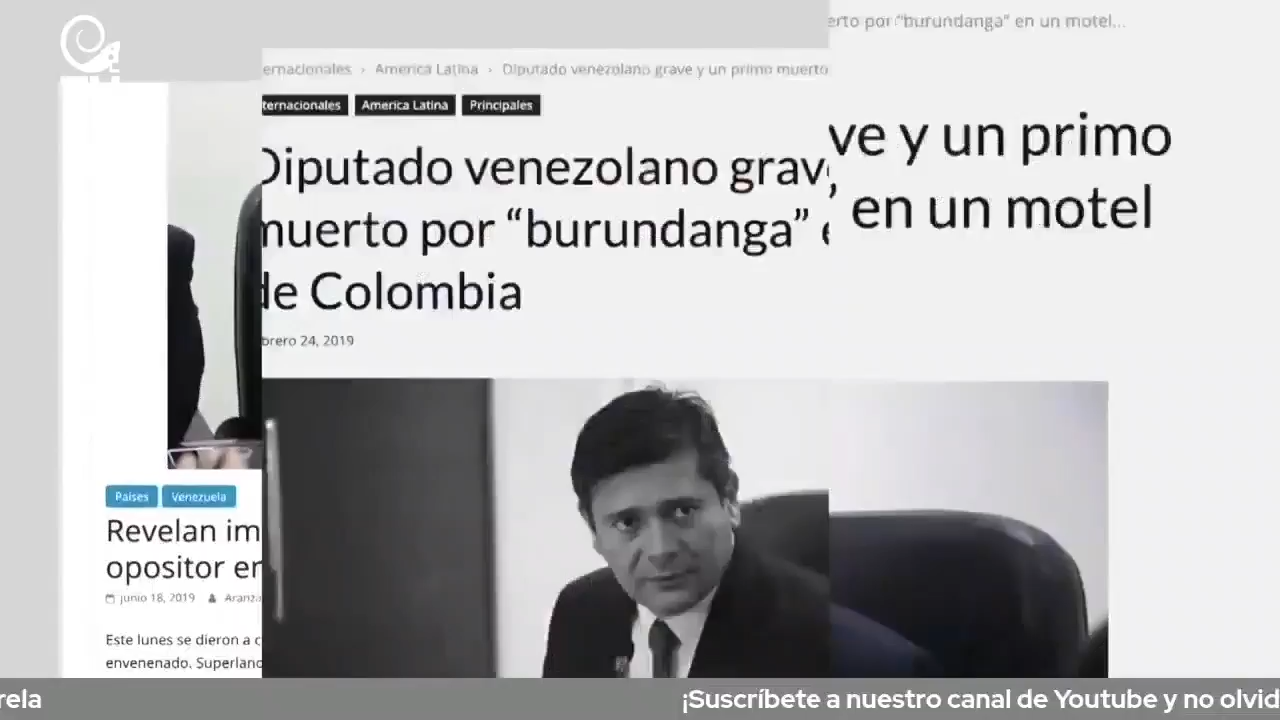 erto por “burundanga” en un motel...
ernacionales › America Latina › Diputado venezolano grave y un primo muerto
ternacionales America Latina Principales
Diputado venezolano grav
muerto por “burundanga”
de Colombia
ve y un primo
en un motel
brero 24, 2019
Países Venezuela
Revelan im
opositor en
junio 18, 2019 Aranza
Este lunes se dieron a c
envenenado. Superland
rela
¡Suscríbete a nuestro canal de Youtube y no olvid